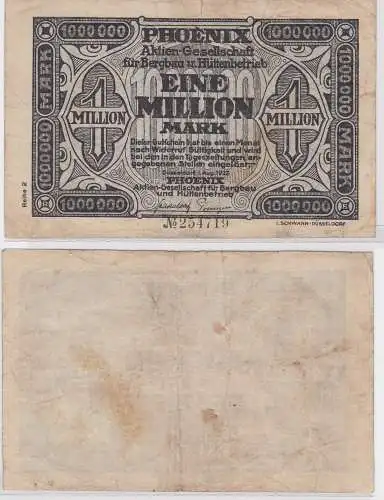 1000000 1000000
PHOENIX
Aktien-Gesellschaft
für Bergbau u. Hüttenbetrieb
EINE
MILLION
MARK
1000000
1 MILLION
1 MILLION
1000000 MARK
1000000 MARK
Dieser Gutschein hat bis einen Monat
nach Widerruf Gültigkeit und wird
bei den in den Tageszeitungen an-
gegebenen Stellen eingelöst.
Düsseldorf, 1. Aug. 1923
PHOENIX
Aktien-Gesellschaft für Bergbau
und Hüttenbetrieb
1000000 1000000
№ 254719
Reihe 2
L. SCHWANN-DÜSSELDORF